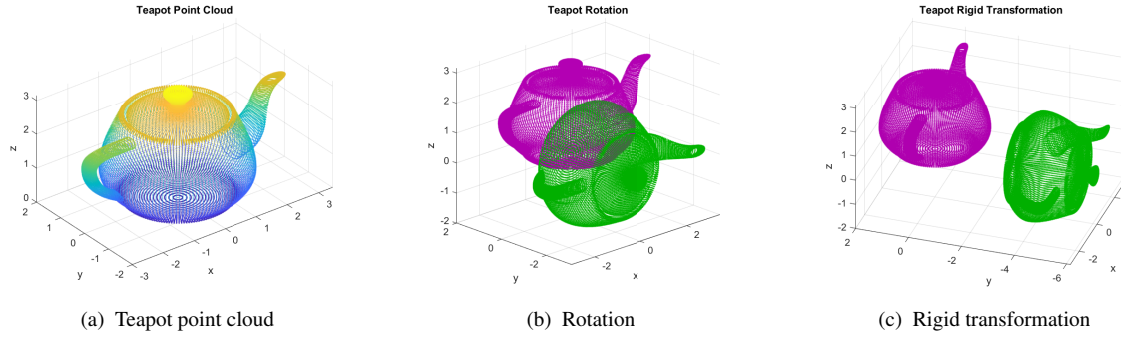 Teapot Point Cloud
3
2
1
0
z
2
1
0
-1
-2
y
-3
-2
-1
0
1
2
3
x
(a) Teapot point cloud
Teapot Rotation
3
2
1
0
-1
-2
z
2
0
-2
y
-2
0
2
x
(b) Rotation
Teapot Rigid Transformation
3
2
1
0
-1
-2
z
2
0
-2
-4
-6
y
-2
0
x
(c) Rigid transformation